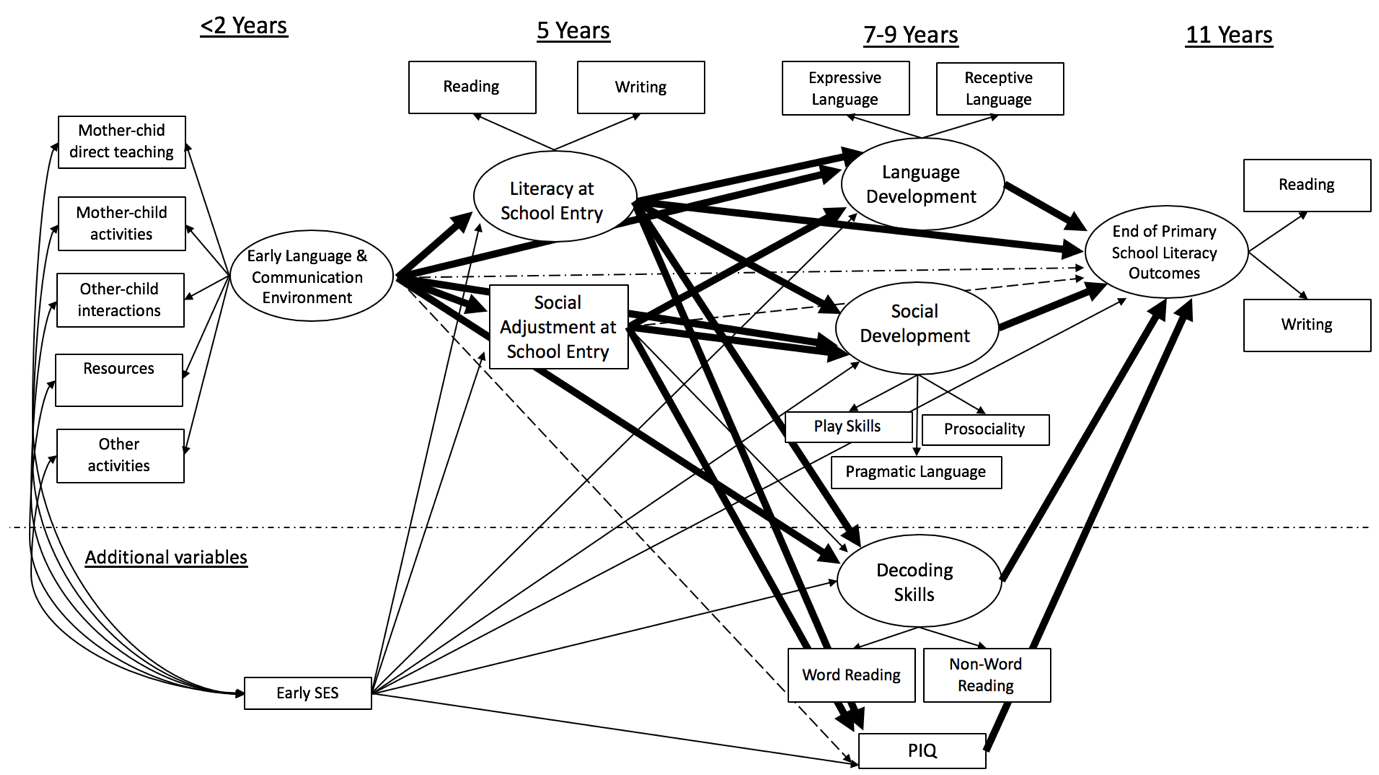 <2 Years
5 Years
7-9 Years
11 Years
Reading
Writing
Expressive
Language
Receptive
Language
Mother-chid
direct teaching
Mother-child
activities
Other-child
interactions
Resources
Other
activities
Early Language &
Communication
Environment
Literacy at
School Entry
Social
Adjustment at
School Entry
Language
Development
Social
Development
Play Skills
Prosociality
Pragmatic Language
End of Primary
School Literacy
Outcomes
Reading
Writing
Additional variables
Decoding
Skills
Word Reading
Non-Word
Reading
Early SES
PIQ